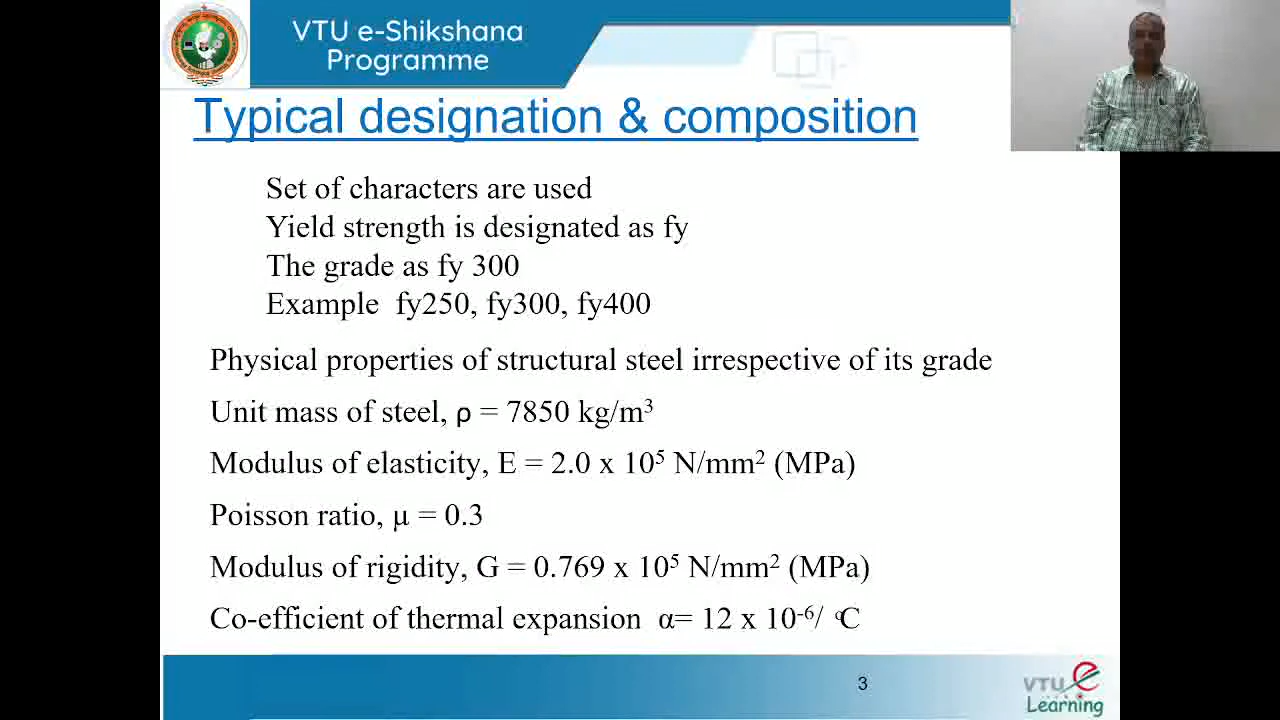 VTU e-Shikshana
Programme
Typical designation & composition
Set of characters are used
Yield strength is designated as fy
The grade as fy 300
Example fy250, fy300, fy400
Physical properties of structural steel irrespective of its grade
Unit mass of steel, ρ = 7850 kg/m³
Modulus of elasticity, E = 2.0 x 10⁵ N/mm² (MPa)
Poisson ratio, μ = 0.3
Modulus of rigidity, G = 0.769 x 10⁵ N/mm² (MPa)
Co-efficient of thermal expansion α= 12 x 10⁻⁶/ ºC
3
VTU e
Learning